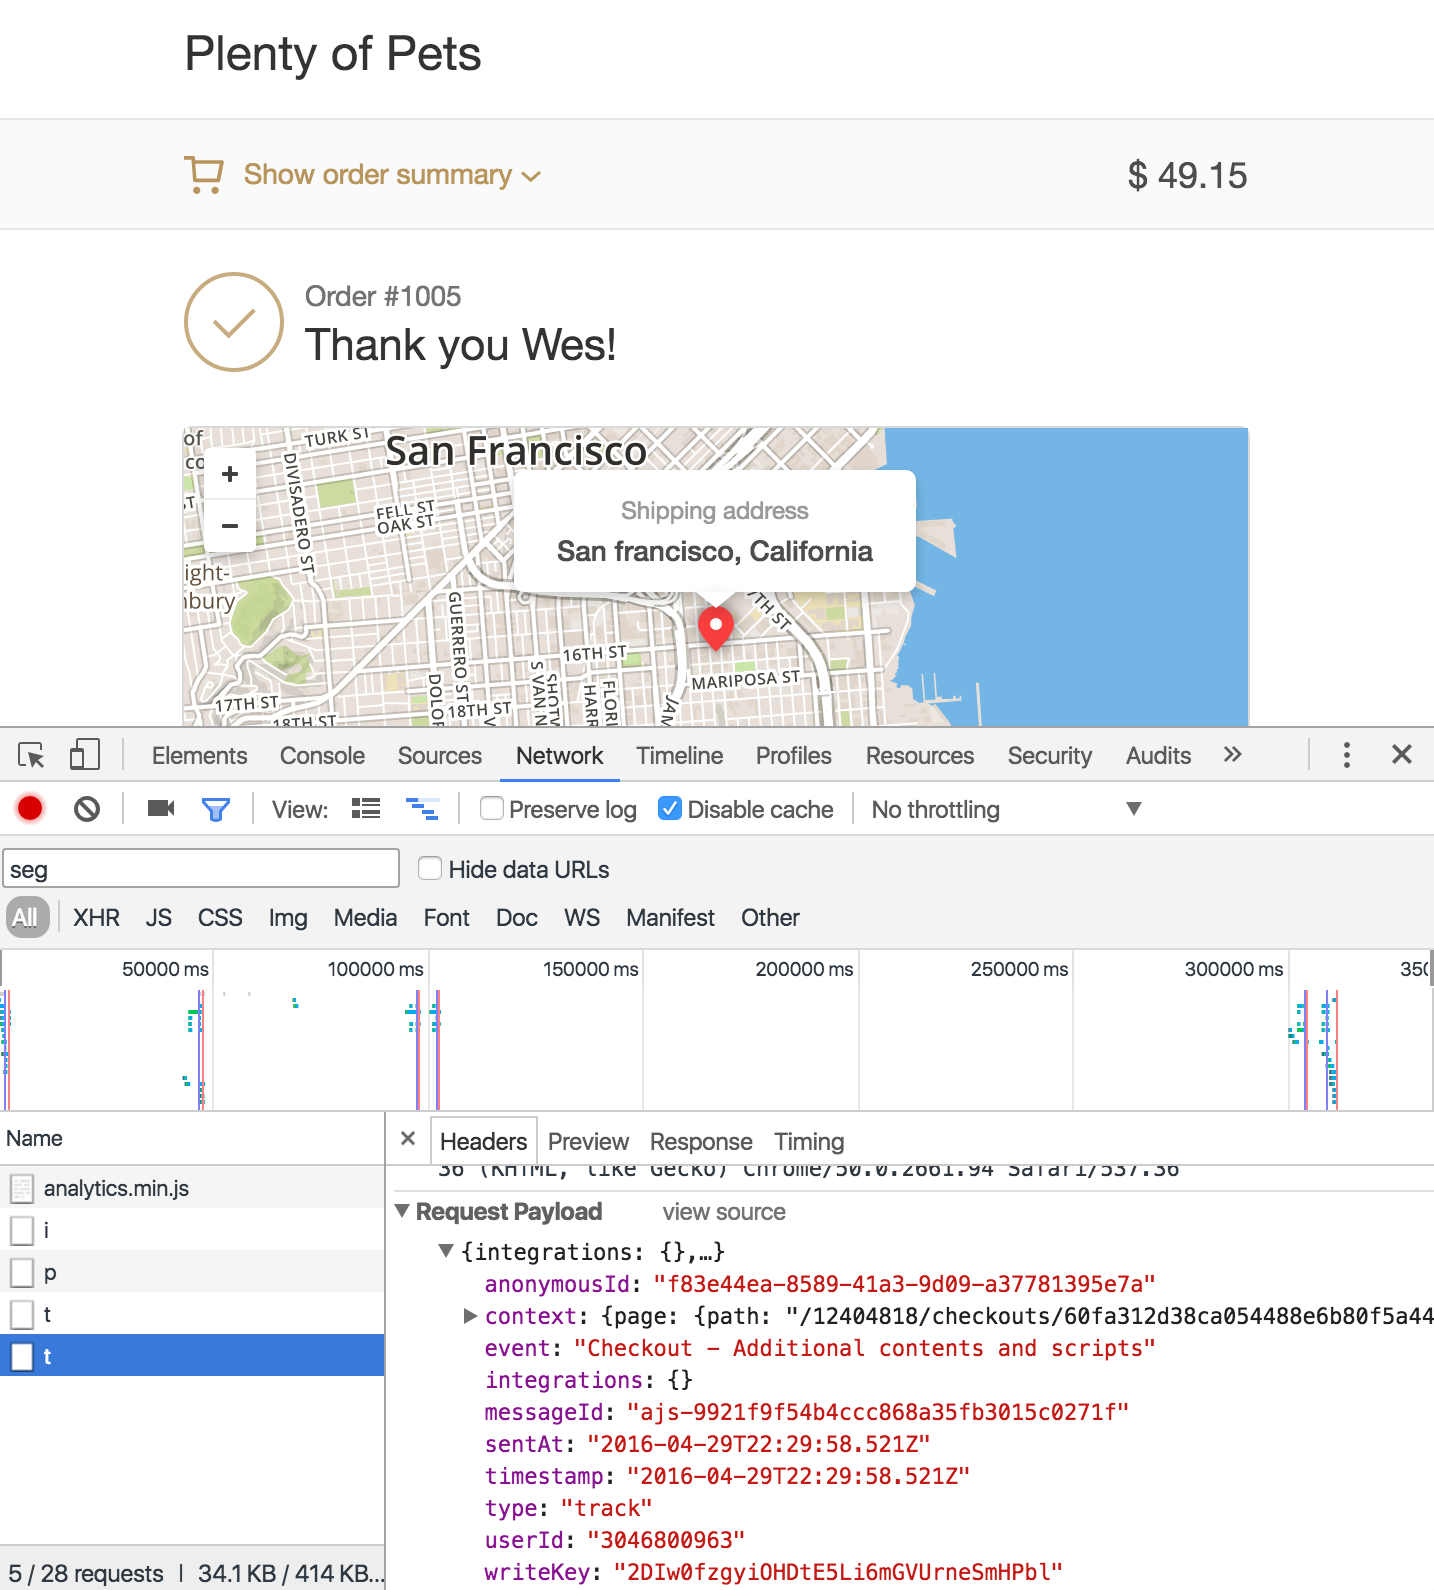 Plenty of Pets
Show order summary
$ 49.15
Order #1005
Thank you Wes!
of
TURK ST
San Francisco
DIVISADERO ST
FELL ST
OAK ST
+
−
Shipping address
San francisco, California
ight-
bury
7TH ST
GUERRERO ST
16TH ST
MARIPOSA ST
17TH ST
18TH ST
18TH ST
S VAN N
Elements Console Sources Network Timeline Profiles Resources Security Audits »
View: Preserve log Disable cache No throttling
seg
Hide data URLs
All XHR JS CSS Img Media Font Doc WS Manifest Other
50000 ms 100000 ms 150000 ms 200000 ms 250000 ms 300000 ms 350
Name
× Headers Preview Response Timing
analytics.min.js
i
p
t
t
36 (KHTML, like Gecko) Chrome/50.0.2661.94 Safari/537.36
Request Payload view source
{integrations: {},…}
anonymousId: "f83e44ea-8589-41a3-9d09-a37781395e7a"
context: {page: {path: "/12404818/checkouts/60fa312d38ca054488e6b80f5a44
event: "Checkout – Additional contents and scripts"
integrations: {}
messageId: "ajs-9921f9f54b4ccc868a35fb3015c0271f"
sentAt: "2016-04-29T22:29:58.521Z"
timestamp: "2016-04-29T22:29:58.521Z"
type: "track"
userId: "3046800963"
writeKey: "2DIw0fzgyiOHDtE5Li6mGVUrneSmHPbl"
5 / 28 requests | 34.1 KB / 414 KB...